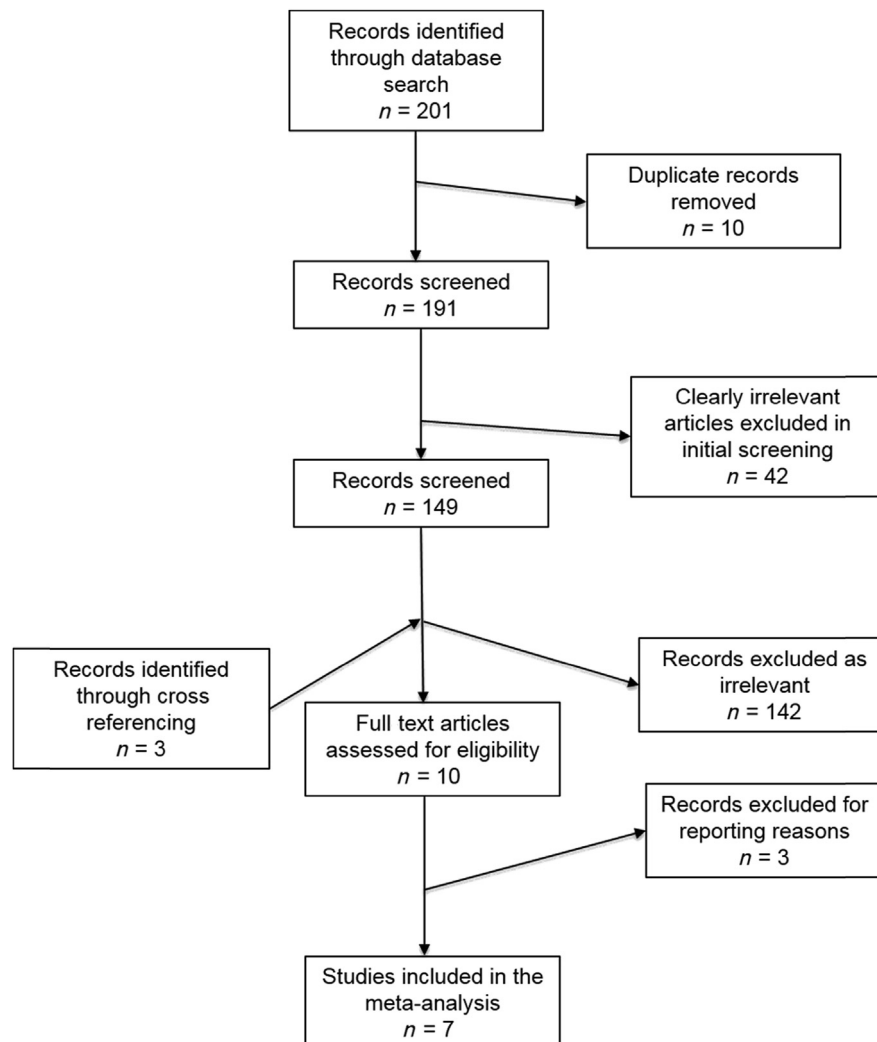 Records identified
through database
search
n = 201
Duplicate records
removed
n = 10
Records screened
n = 191
Clearly irrelevant
articles excluded in
initial screening
n = 42
Records screened
n = 149
Records identified
through cross
referencing
n = 3
Records excluded as
irrelevant
n = 142
Full text articles
assessed for eligibility
n = 10
Records excluded for
reporting reasons
n = 3
Studies included in the
meta-analysis
n = 7